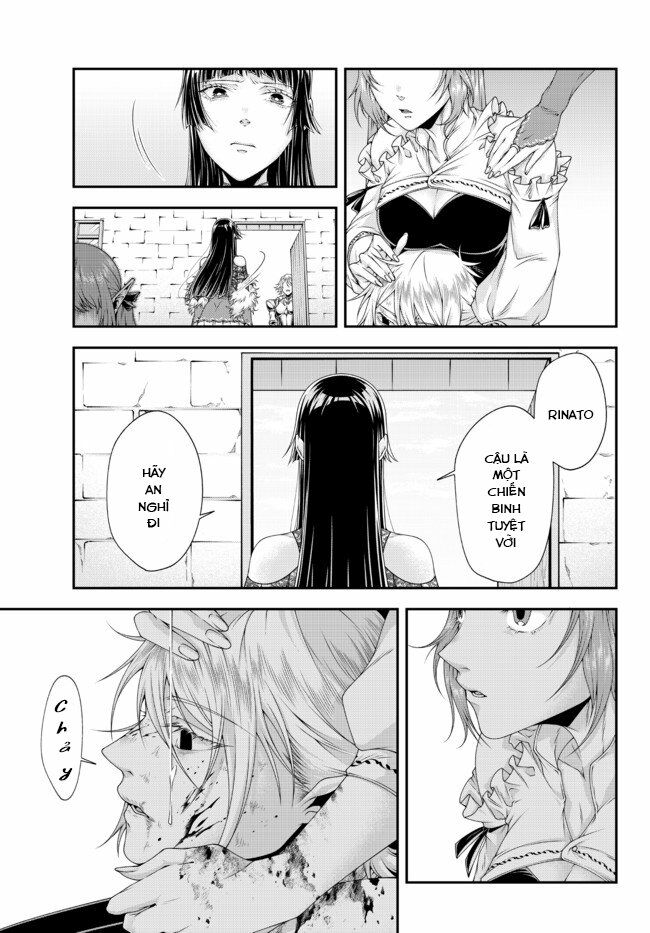 RINATO
CẬU LÀ
MỘT
CHIẾN
BINH
TUYỆT
VỜI
HÃY
AN
NGHỈ
ĐI
Chảy